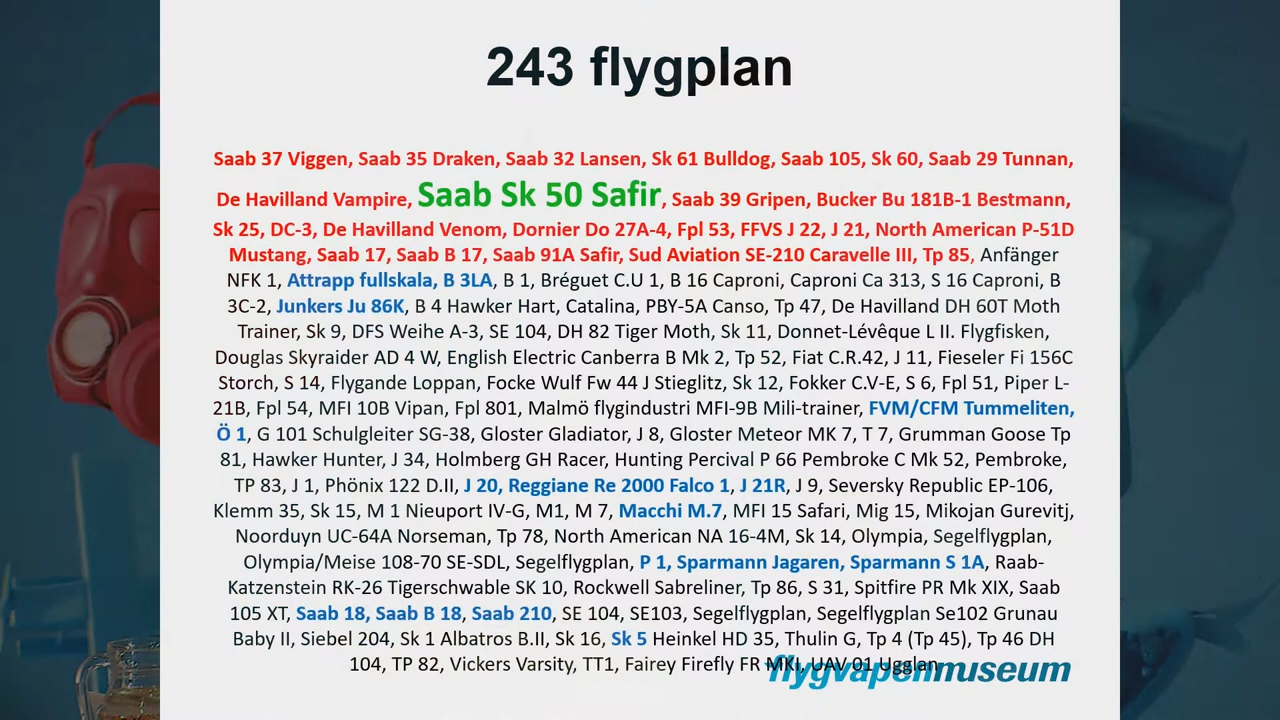 243 flygplan
Saab 37 Viggen, Saab 35 Draken, Saab 32 Lansen, Sk 61 Bulldog, Saab 105, Sk 60, Saab 29 Tunnan,
De Havilland Vampire, Saab Sk 50 Safir, Saab 39 Gripen, Bucker Bu 181B-1 Bestmann,
Sk 25, DC-3, De Havilland Venom, Dornier Do 27A-4, Fpl 53, FFVS J 22, J 21, North American P-51D
Mustang, Saab 17, Saab B 17, Saab 91A Safir, Sud Aviation SE-210 Caravelle III, Tp 85, Anfänger
NFK 1, Attrapp fullskala, B 3LA, B 1, Bréguet C.U 1, B 16 Caproni, Caproni Ca 313, S 16 Caproni, B
3C-2, Junkers Ju 86K, B 4 Hawker Hart, Catalina, PBY-5A Canso, Tp 47, De Havilland DH 60T Moth
Trainer, Sk 9, DFS Weihe A-3, SE 104, DH 82 Tiger Moth, Sk 11, Donnet-Lévêque L II. Flygfisken,
Douglas Skyraider AD 4 W, English Electric Canberra B Mk 2, Tp 52, Fiat C.R.42, J 11, Fieseler Fi 156C
Storch, S 14, Flygande Loppan, Focke Wulf Fw 44 J Stieglitz, Sk 12, Fokker C.V-E, S 6, Fpl 51, Piper L-
21B, Fpl 54, MFI 10B Vipan, Fpl 801, Malmö flygindustri MFI-9B Mili-trainer, FVM/CFM Tummeliten,
Ö 1, G 101 Schulgleiter SG-38, Gloster Gladiator, J 8, Gloster Meteor MK 7, T 7, Grumman Goose Tp
81, Hawker Hunter, J 34, Holmberg GH Racer, Hunting Percival P 66 Pembroke C Mk 52, Pembroke,
TP 83, J 1, Phönix 122 D.II, J 20, Reggiane Re 2000 Falco 1, J 21R, J 9, Seversky Republic EP-106,
Klemm 35, Sk 15, M 1 Nieuport IV-G, M1, M 7, Macchi M.7, MFI 15 Safari, Mig 15, Mikojan Gurevitj,
Noorduyn UC-64A Norseman, Tp 78, North American NA 16-4M, Sk 14, Olympia, Segelflygplan,
Olympia/Meise 108-70 SE-SDL, Segelflygplan, P 1, Sparmann Jagaren, Sparmann S 1A, Raab-
Katzenstein RK-26 Tigerschwable SK 10, Rockwell Sabreliner, Tp 86, S 31, Spitfire PR Mk XIX, Saab
105 XT, Saab 18, Saab B 18, Saab 210, SE 104, SE103, Segelflygplan, Segelflygplan Se102 Grunau
Baby II, Siebel 204, Sk 1 Albatros B.II, Sk 16, Sk 5 Heinkel HD 35, Thulin G, Tp 4 (Tp 45), Tp 46 DH
104, TP 82, Vickers Varsity, TT1, Fairey Firefly FR MKI, UAV 01 Ugglan
flygvapenmuseum